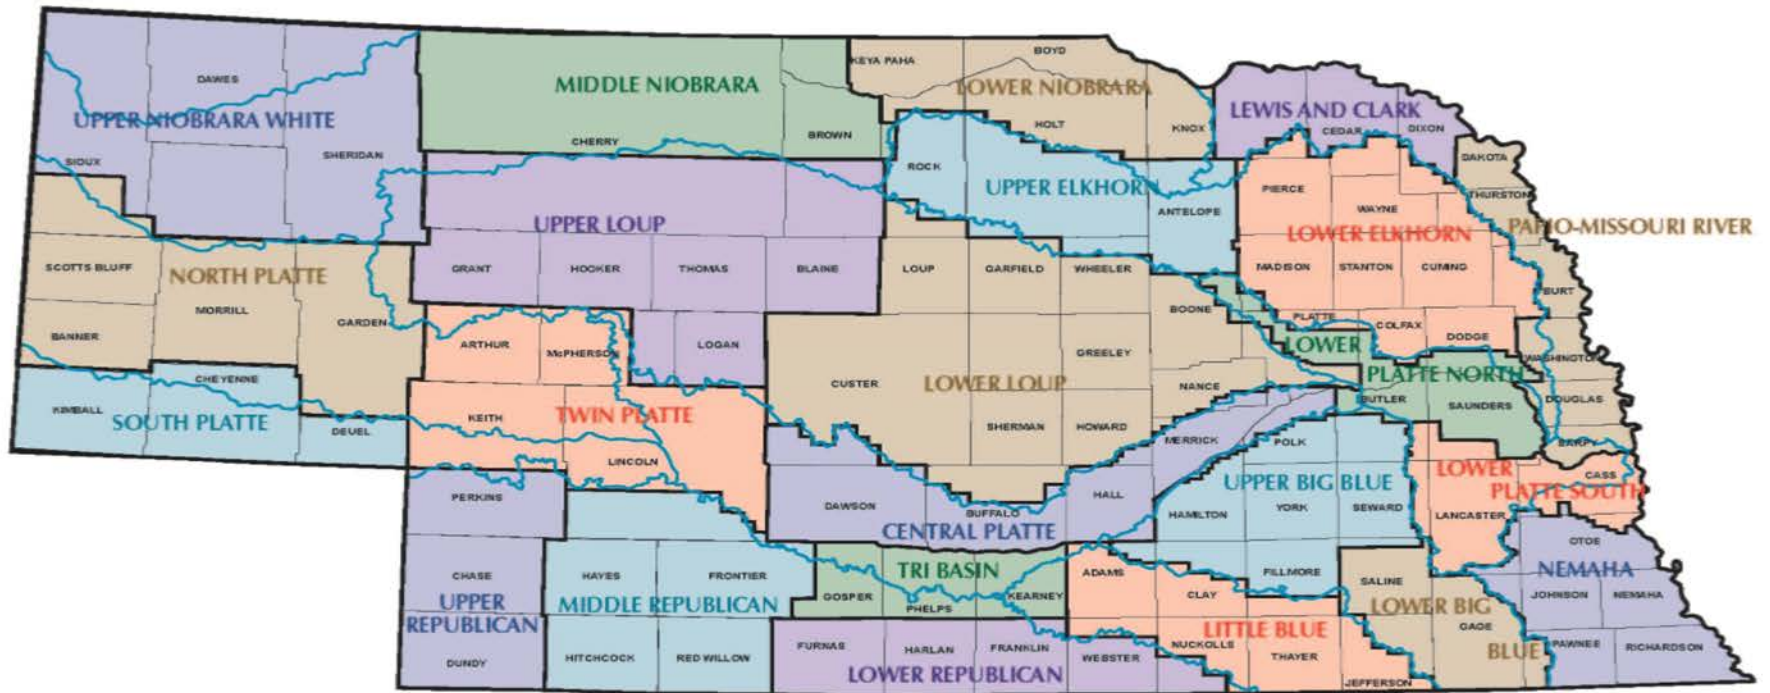 BOYD
KEYA PAHA
DAWES
MIDDLE NIOBRARA
LOWER NIOBRARA
LEWIS AND CLARK
UPPER NIOBRARA WHITE
HOLT
KNOX
CEDAR
DIXON
BROWN
CHERRY
SHERIDAN
SIOUX
DAKOTA
ROCK
UPPER ELKHORN
PIERCE
THURSTON
ANTELOPE
WAYNE
UPPER LOUP
LOWER ELKHORN
PAPIO-MISSOURI RIVER
SCOTTS BLUFF
NORTH PLATTE
GRANT
HOOKER
THOMAS
BLAINE
LOUP
GARFIELD
WHEELER
MADISON
STANTON
CUMING
BURT
MORRILL
GARDEN
BOONE
PLATTE
COLFAX
DODGE
BANNER
ARTHUR
McPHERSON
LOGAN
GREELEY
LOWER
PLATTE NORTH
WASHINGTON
CHEYENNE
CUSTER
LOWER LOUP
NANCE
BUTLER
SAUNDERS
DOUGLAS
KIMBALL
SOUTH PLATTE
DEUEL
KEITH
TWIN PLATTE
SHERMAN
HOWARD
MERRICK
POLK
SARPY
LINCOLN
LOWER
PLATTE SOUTH
CASS
PERKINS
DAWSON
BUFFALO
HALL
UPPER BIG BLUE
HAMILTON
YORK
SEWARD
LANCASTER
CENTRAL PLATTE
OTOE
CHASE
HAYES
FRONTIER
TRI BASIN
ADAMS
FILLMORE
SALINE
NEMAHA
UPPER
REPUBLICAN
MIDDLE REPUBLICAN
GOSPER
PHELPS
KEARNEY
CLAY
LOWER BIG
BLUE
GAGE
JOHNSON
NEMAHA
LITTLE BLUE
DUNDY
HITCHCOCK
RED WILLOW
FURNAS
HARLAN
FRANKLIN
WEBSTER
NUCKOLLS
THAYER
PAWNEE
RICHARDSON
LOWER REPUBLICAN
JEFFERSON